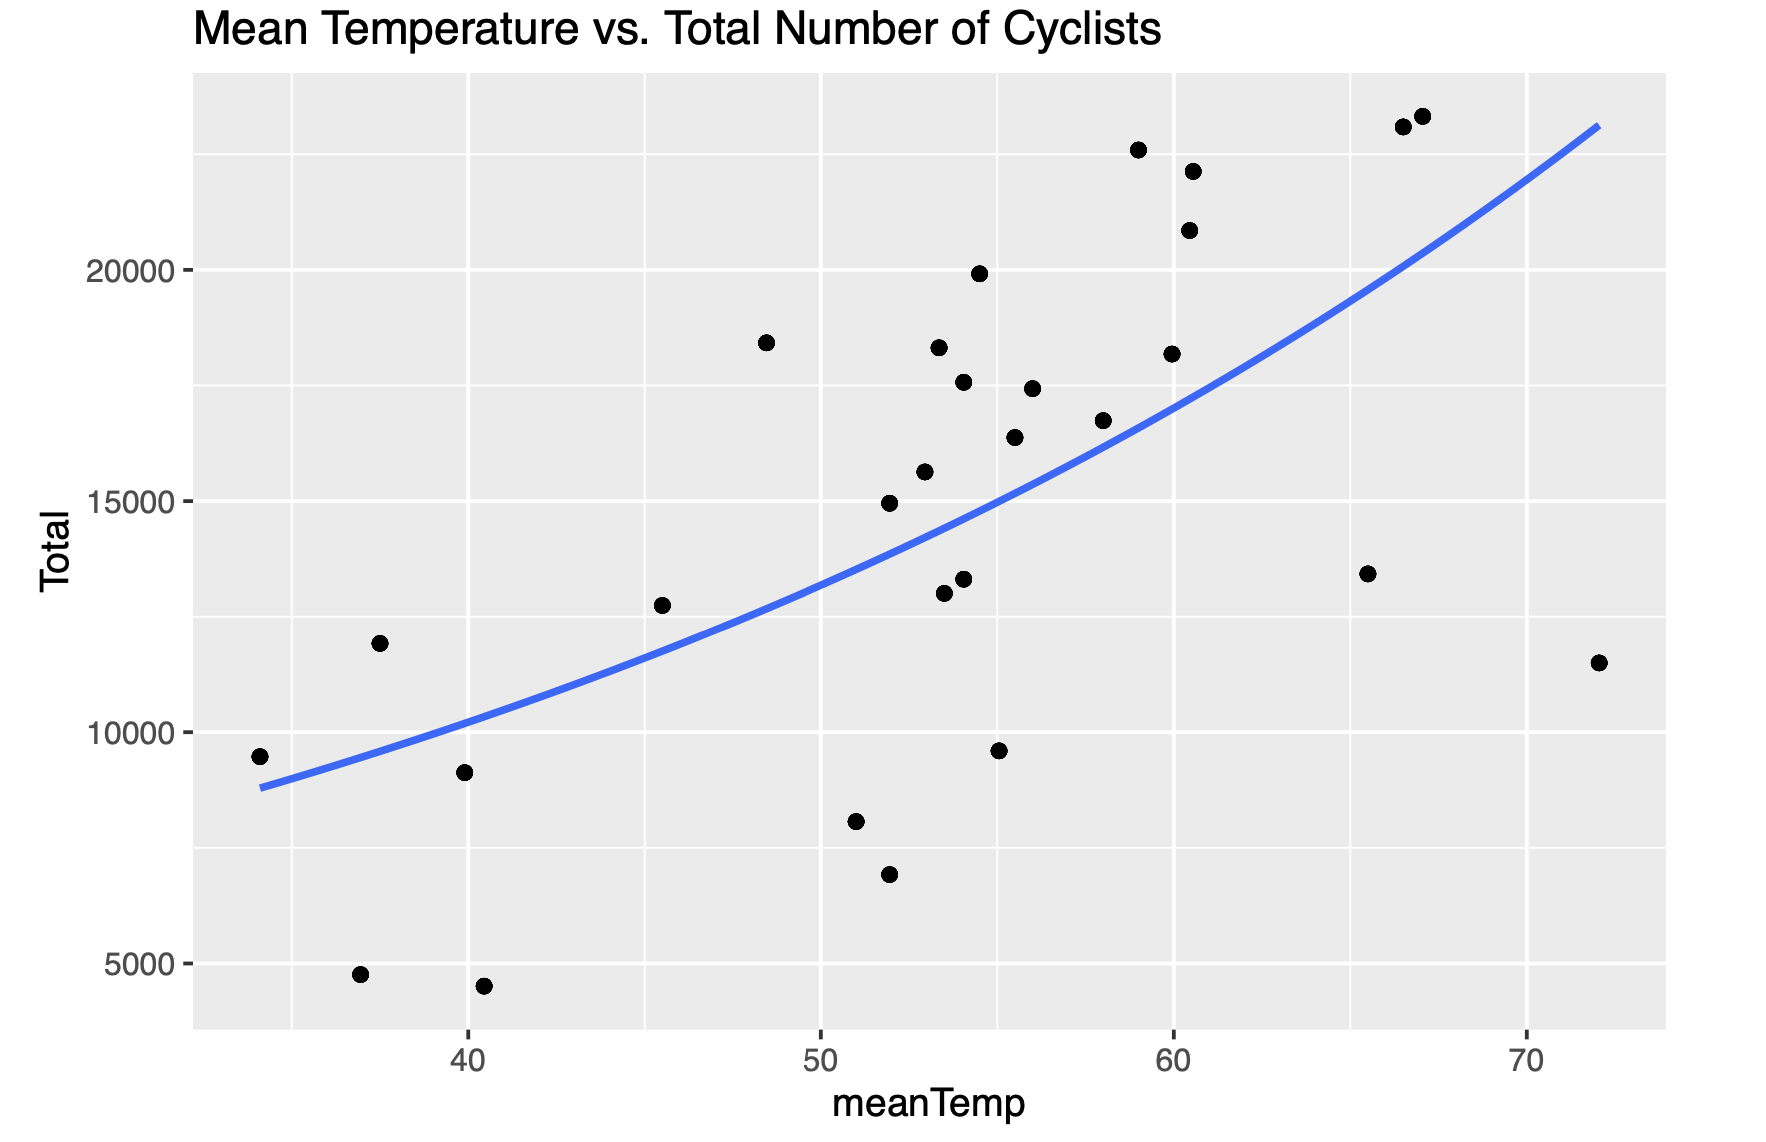 Mean Temperature vs. Total Number of Cyclists
Total
20000
15000
10000
5000
40 50 60 70
meanTemp